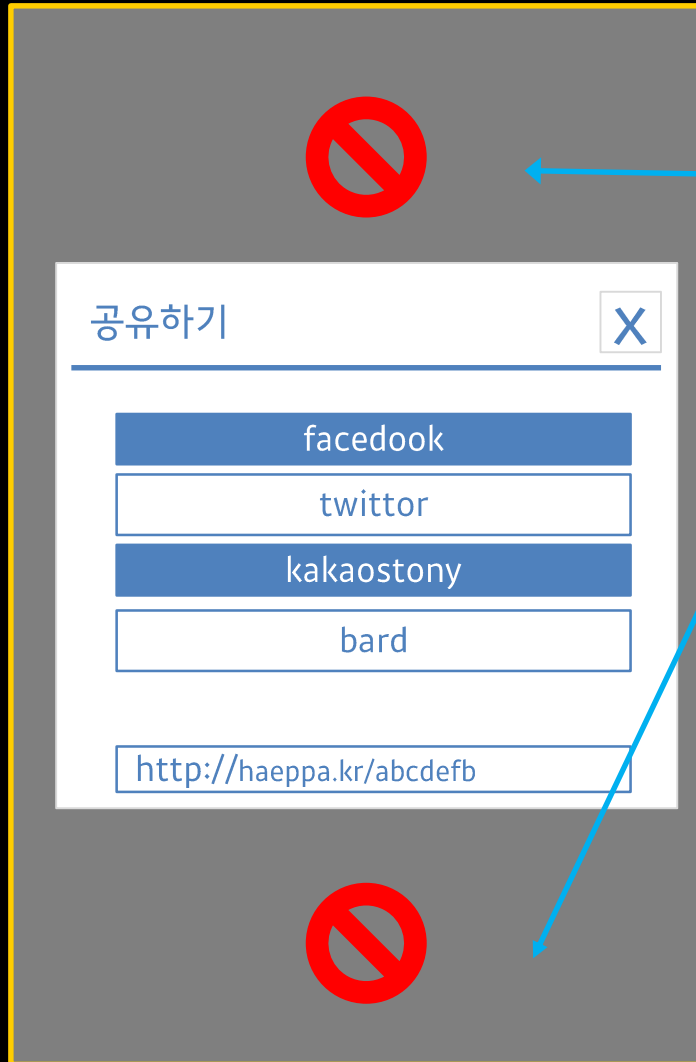 공유하기
X
facedook
twittor
kakaostony
bard
http://haeppa.kr/abcdefb